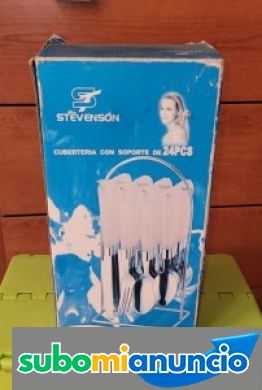 STEVENSON
CUBERTERIA CON SOPORTE DE 24PCS
subomianuncio